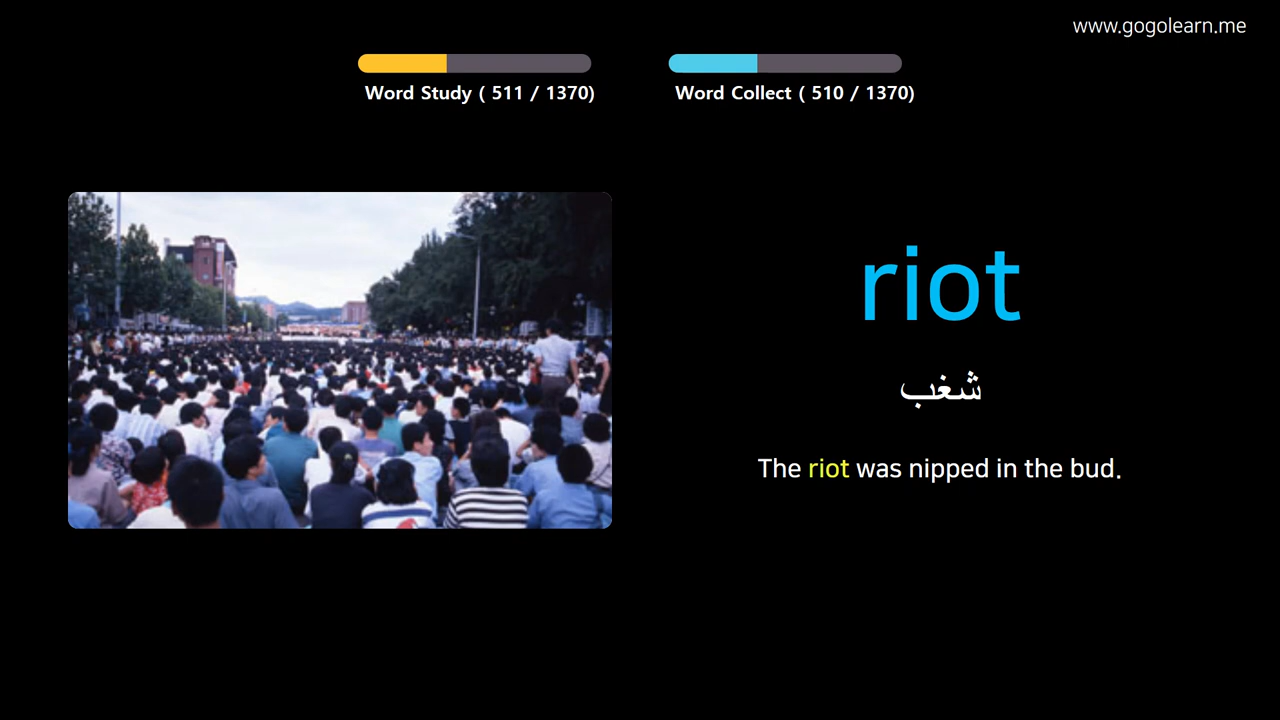 www.gogolearn.me
Word Study ( 511 / 1370)
Word Collect ( 510 / 1370)
riot
شغب
The riot was nipped in the bud.